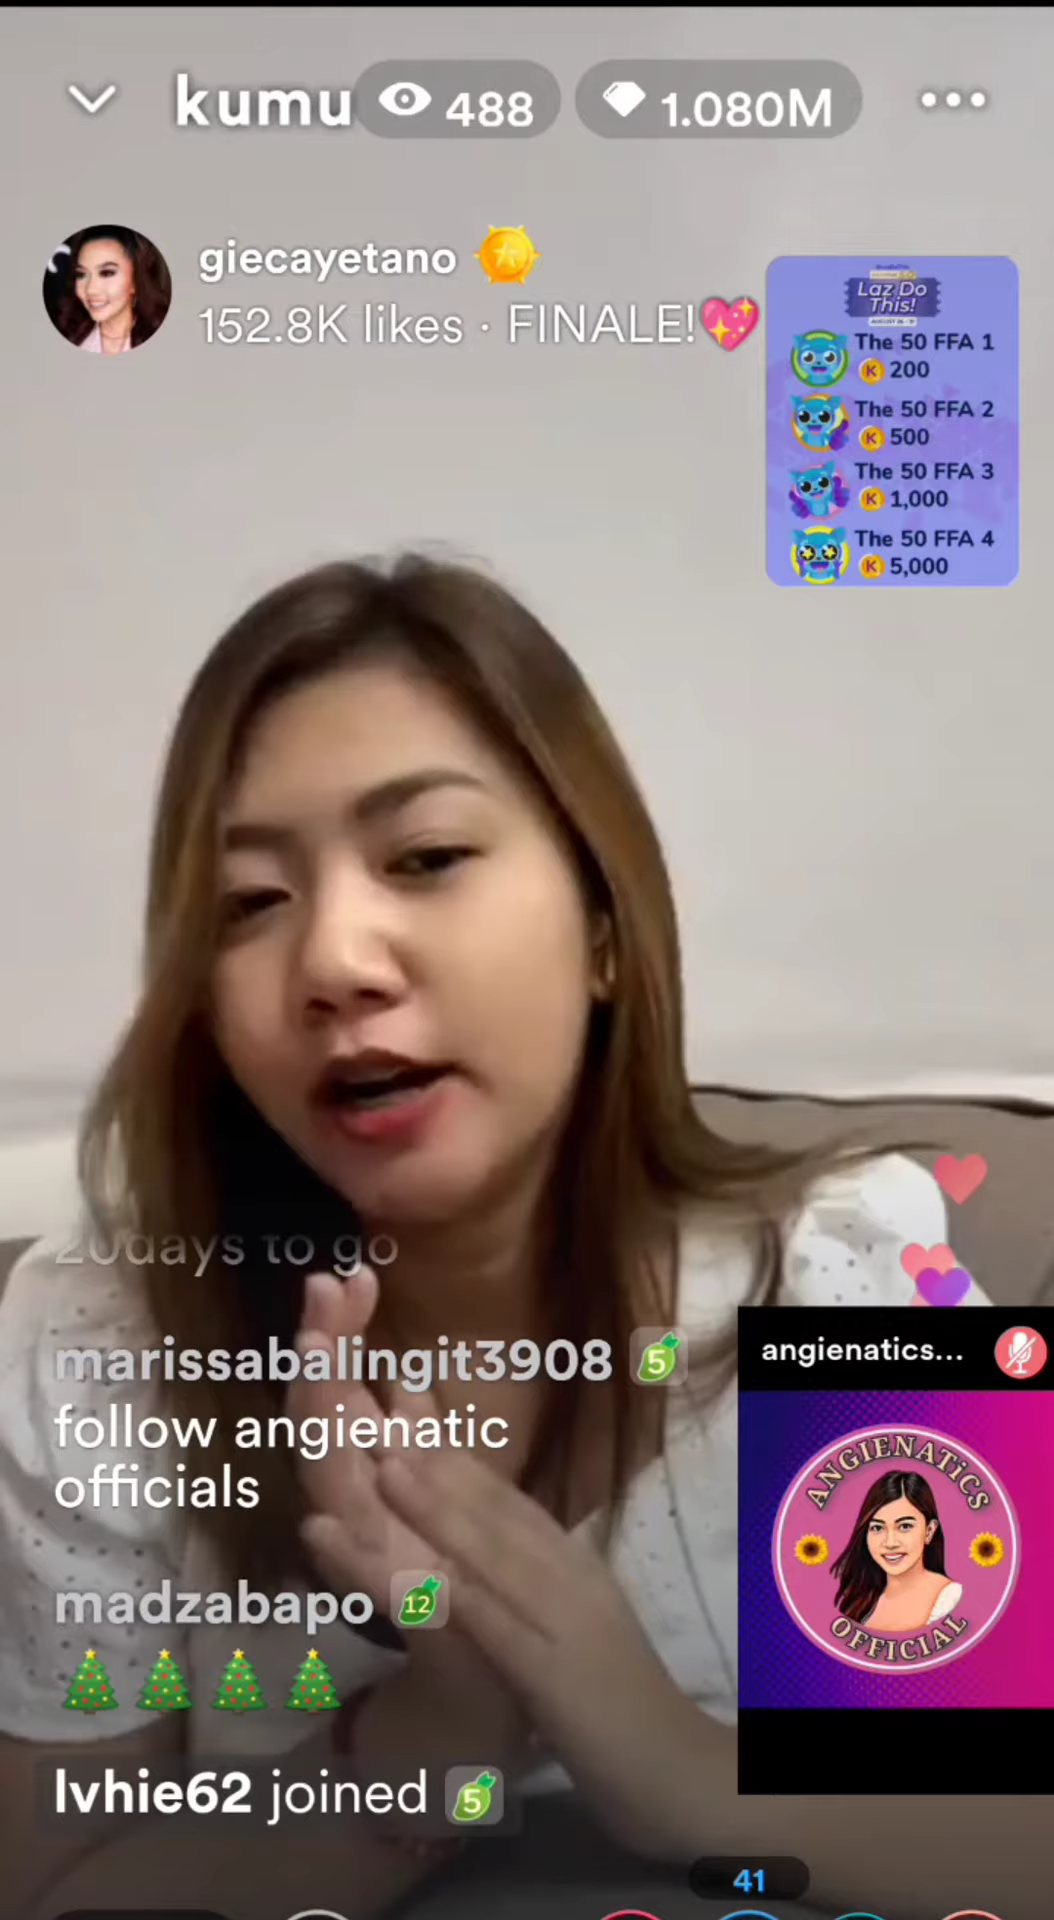 kumu 488 1.080M
giecayetano
152.8K likes · FINALE!💖
Laz Do
This!
The 50 FFA 1
K 200
The 50 FFA 2
K 500
The 50 FFA 3
K 1,000
The 50 FFA 4
K 5,000
20days to go
marissabalingit3908 5
follow angienatic
officials
madzabapo 12
🎄🎄🎄🎄
lvhie62 joined 5
angienatics...
ANGIENATiCS
OFFICIAL
41